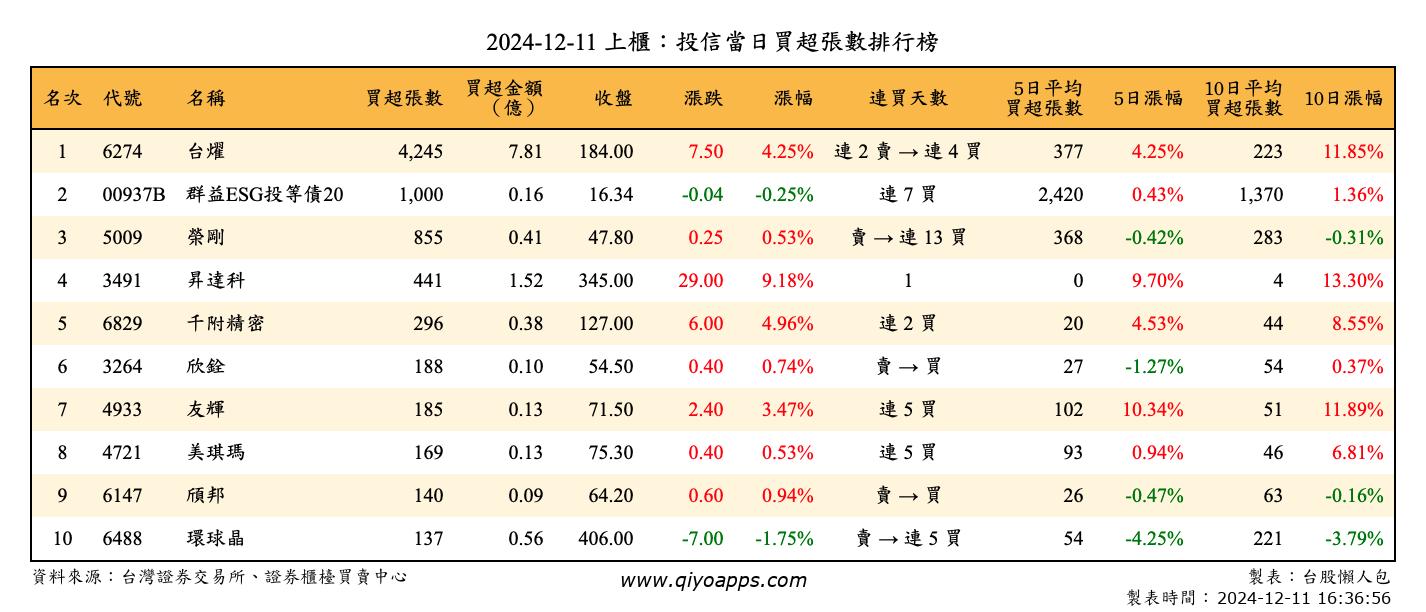 2024-12-11 上櫃：投信當日買超張數排行榜
名次 代號 名稱 買超張數 買超金額（億） 收盤 漲跌 漲幅 連買天數 5日平均買超張數 5日漲幅 10日平均買超張數 10日漲幅
1 6274 台燿 4,245 7.81 184.00 7.50 4.25% 連 2 賣 → 連 4 買 377 4.25% 223 11.85%
2 00937B 群益ESG投等債20 1,000 0.16 16.34 -0.04 -0.25% 連 7 買 2,420 0.43% 1,370 1.36%
3 5009 榮剛 855 0.41 47.80 0.25 0.53% 賣 → 連 13 買 368 -0.42% 283 -0.31%
4 3491 昇達科 441 1.52 345.00 29.00 9.18% 1 0 9.70% 4 13.30%
5 6829 千附精密 296 0.38 127.00 6.00 4.96% 連 2 買 20 4.53% 44 8.55%
6 3264 欣銓 188 0.10 54.50 0.40 0.74% 賣 → 買 27 -1.27% 54 0.37%
7 4933 友輝 185 0.13 71.50 2.40 3.47% 連 5 買 102 10.34% 51 11.89%
8 4721 美琪瑪 169 0.13 75.30 0.40 0.53% 連 5 買 93 0.94% 46 6.81%
9 6147 頎邦 140 0.09 64.20 0.60 0.94% 賣 → 買 26 -0.47% 63 -0.16%
10 6488 環球晶 137 0.56 406.00 -7.00 -1.75% 賣 → 連 5 買 54 -4.25% 221 -3.79%
資料來源：台灣證券交易所、證券櫃檯買賣中心 www.qiyoapps.com 製表：台股懶人包
製表時間：2024-12-11 16:36:56